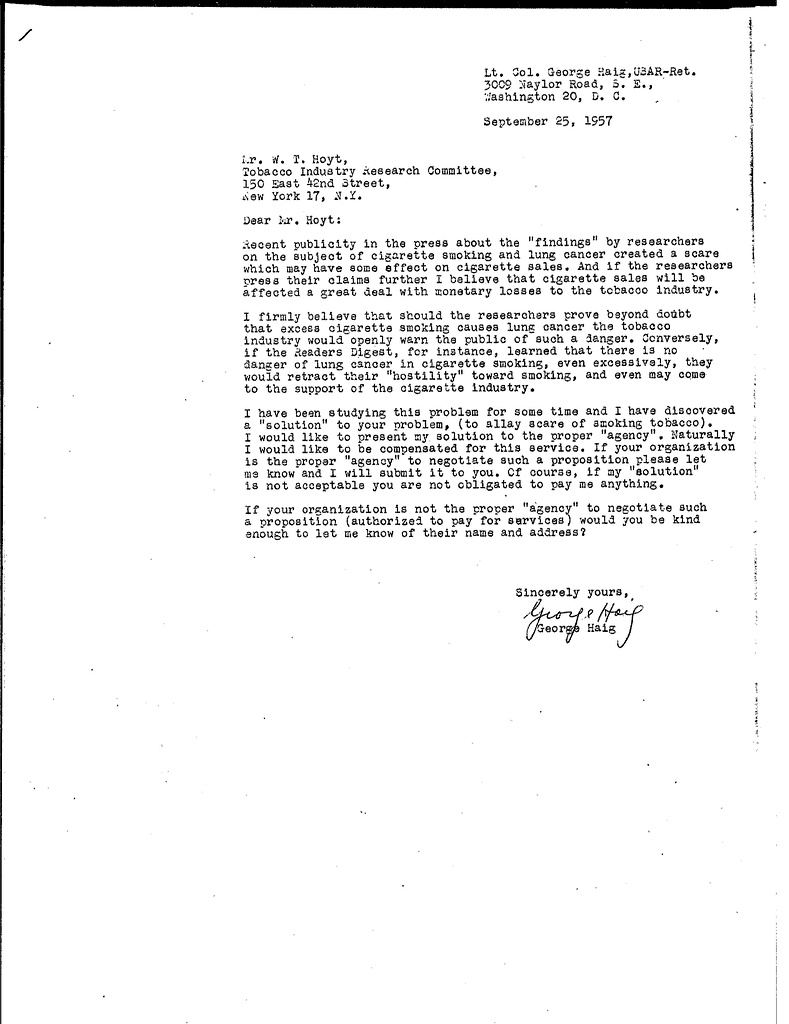 Lt. Col. George Haig,USAR-Ret.
3009 Naylor Road, S. E.,
Washington 20, D. C.
September 25, 1957
Mr. W. T. Hoyt,
Tobacco Industry Research Committee,
150 East 42nd Street,
New York 17, N.Y.
Dear Mr. Hoyt:
Recent publicity in the press about the "findings" by researchers
on the subject of cigarette smoking and lung cancer created a scare
which may have some effect on cigarette sales. And if the researchers
press their claims further I believe that cigarette sales will be
affected a great deal with monetary losses to the tobacco industry.
I firmly believe that should the researchers prove beyond doubt
that excess cigarette smoking causes lung cancer the tobacco
industry would openly warn the public of such a danger. Conversely,
if the Readers Digest, for instance, learned that there is no
danger of lung cancer in cigarette smoking, even excessively, they
would retract their "hostility" toward smoking, and even may come
to the support of the cigarette industry.
I have been studying this problem for some time and I have discovered
a "solution" to your problem, (to allay scare of smoking tobacco).
I would like to present my solution to the proper "agency". Naturally
I would like to be compensated for this service. If your organization
is the proper "agency" to negotiate such a proposition please let
me know and I will submit it to you. Of course, if my "solution"
is not acceptable you are not obligated to pay me anything.
If your organization is not the proper "agency" to negotiate such
a proposition (authorized to pay for services) would you be kind
enough to let me know of their name and address?
Sincerely yours,
George Haig
George Haig